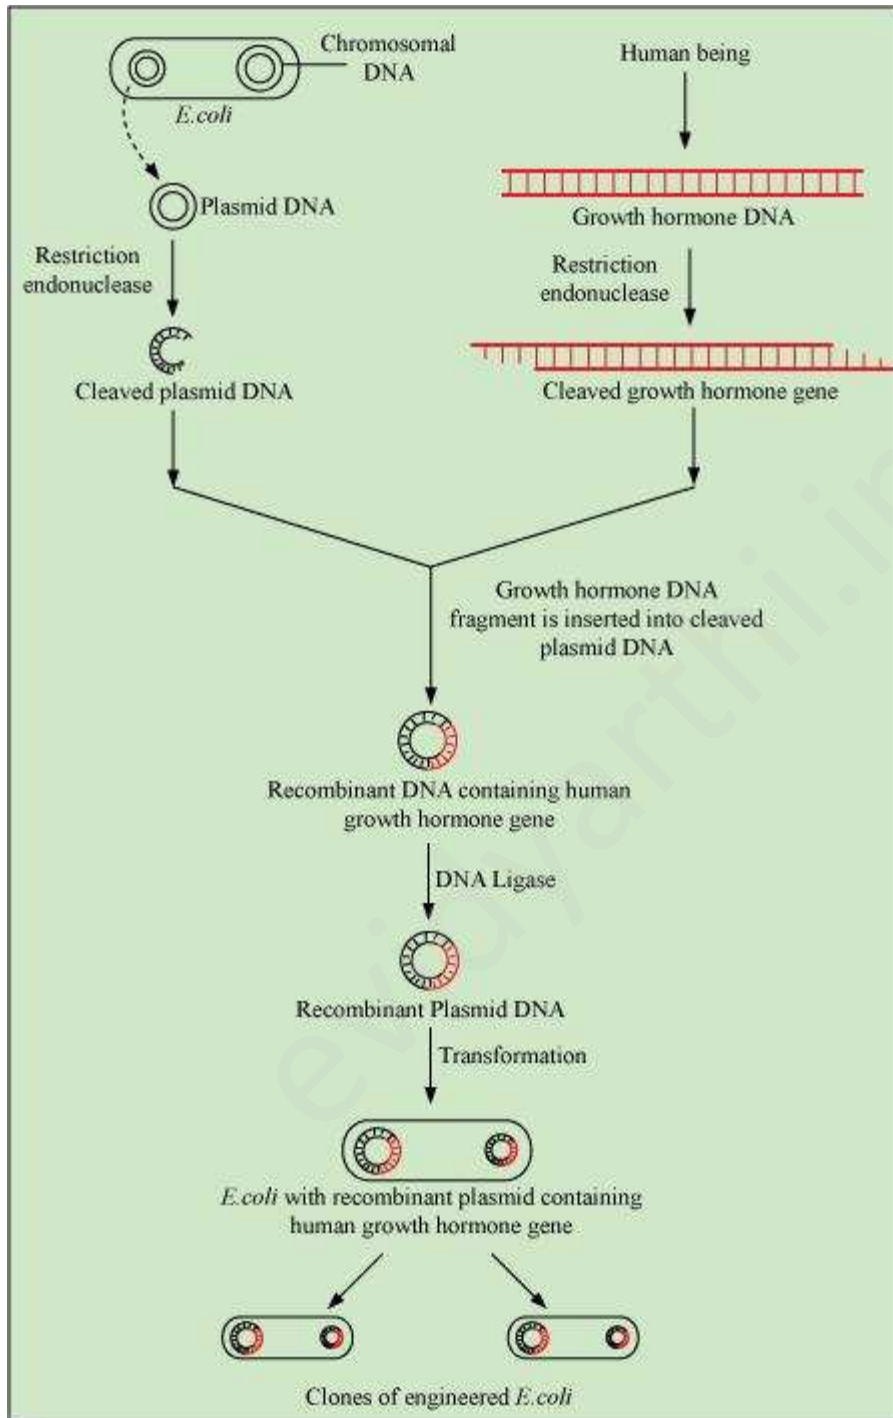 Chromosomal
DNA
E.coli
Human being
Plasmid DNA
Growth hormone DNA
Restriction
endonuclease
Restriction
endonuclease
Cleaved plasmid DNA
Cleaved growth hormone gene
Growth hormone DNA
fragment is inserted into cleaved
plasmid DNA
Recombinant DNA containing human
growth hormone gene
DNA Ligase
Recombinant Plasmid DNA
Transformation
E.coli with recombinant plasmid containing
human growth hormone gene
Clones of engineered E.coli
evidyarthii.in